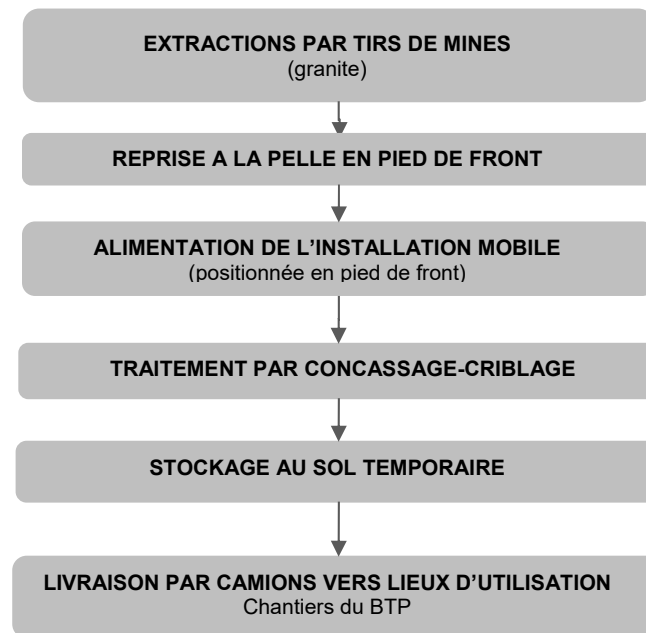 EXTRACTIONS PAR TIRS DE MINES
(granite)
REPRISE A LA PELLE EN PIED DE FRONT
ALIMENTATION DE L’INSTALLATION MOBILE
(positionnée en pied de front)
TRAITEMENT PAR CONCASSAGE-CRIBLAGE
STOCKAGE AU SOL TEMPORAIRE
LIVRAISON PAR CAMIONS VERS LIEUX D’UTILISATION
Chantiers du BTP